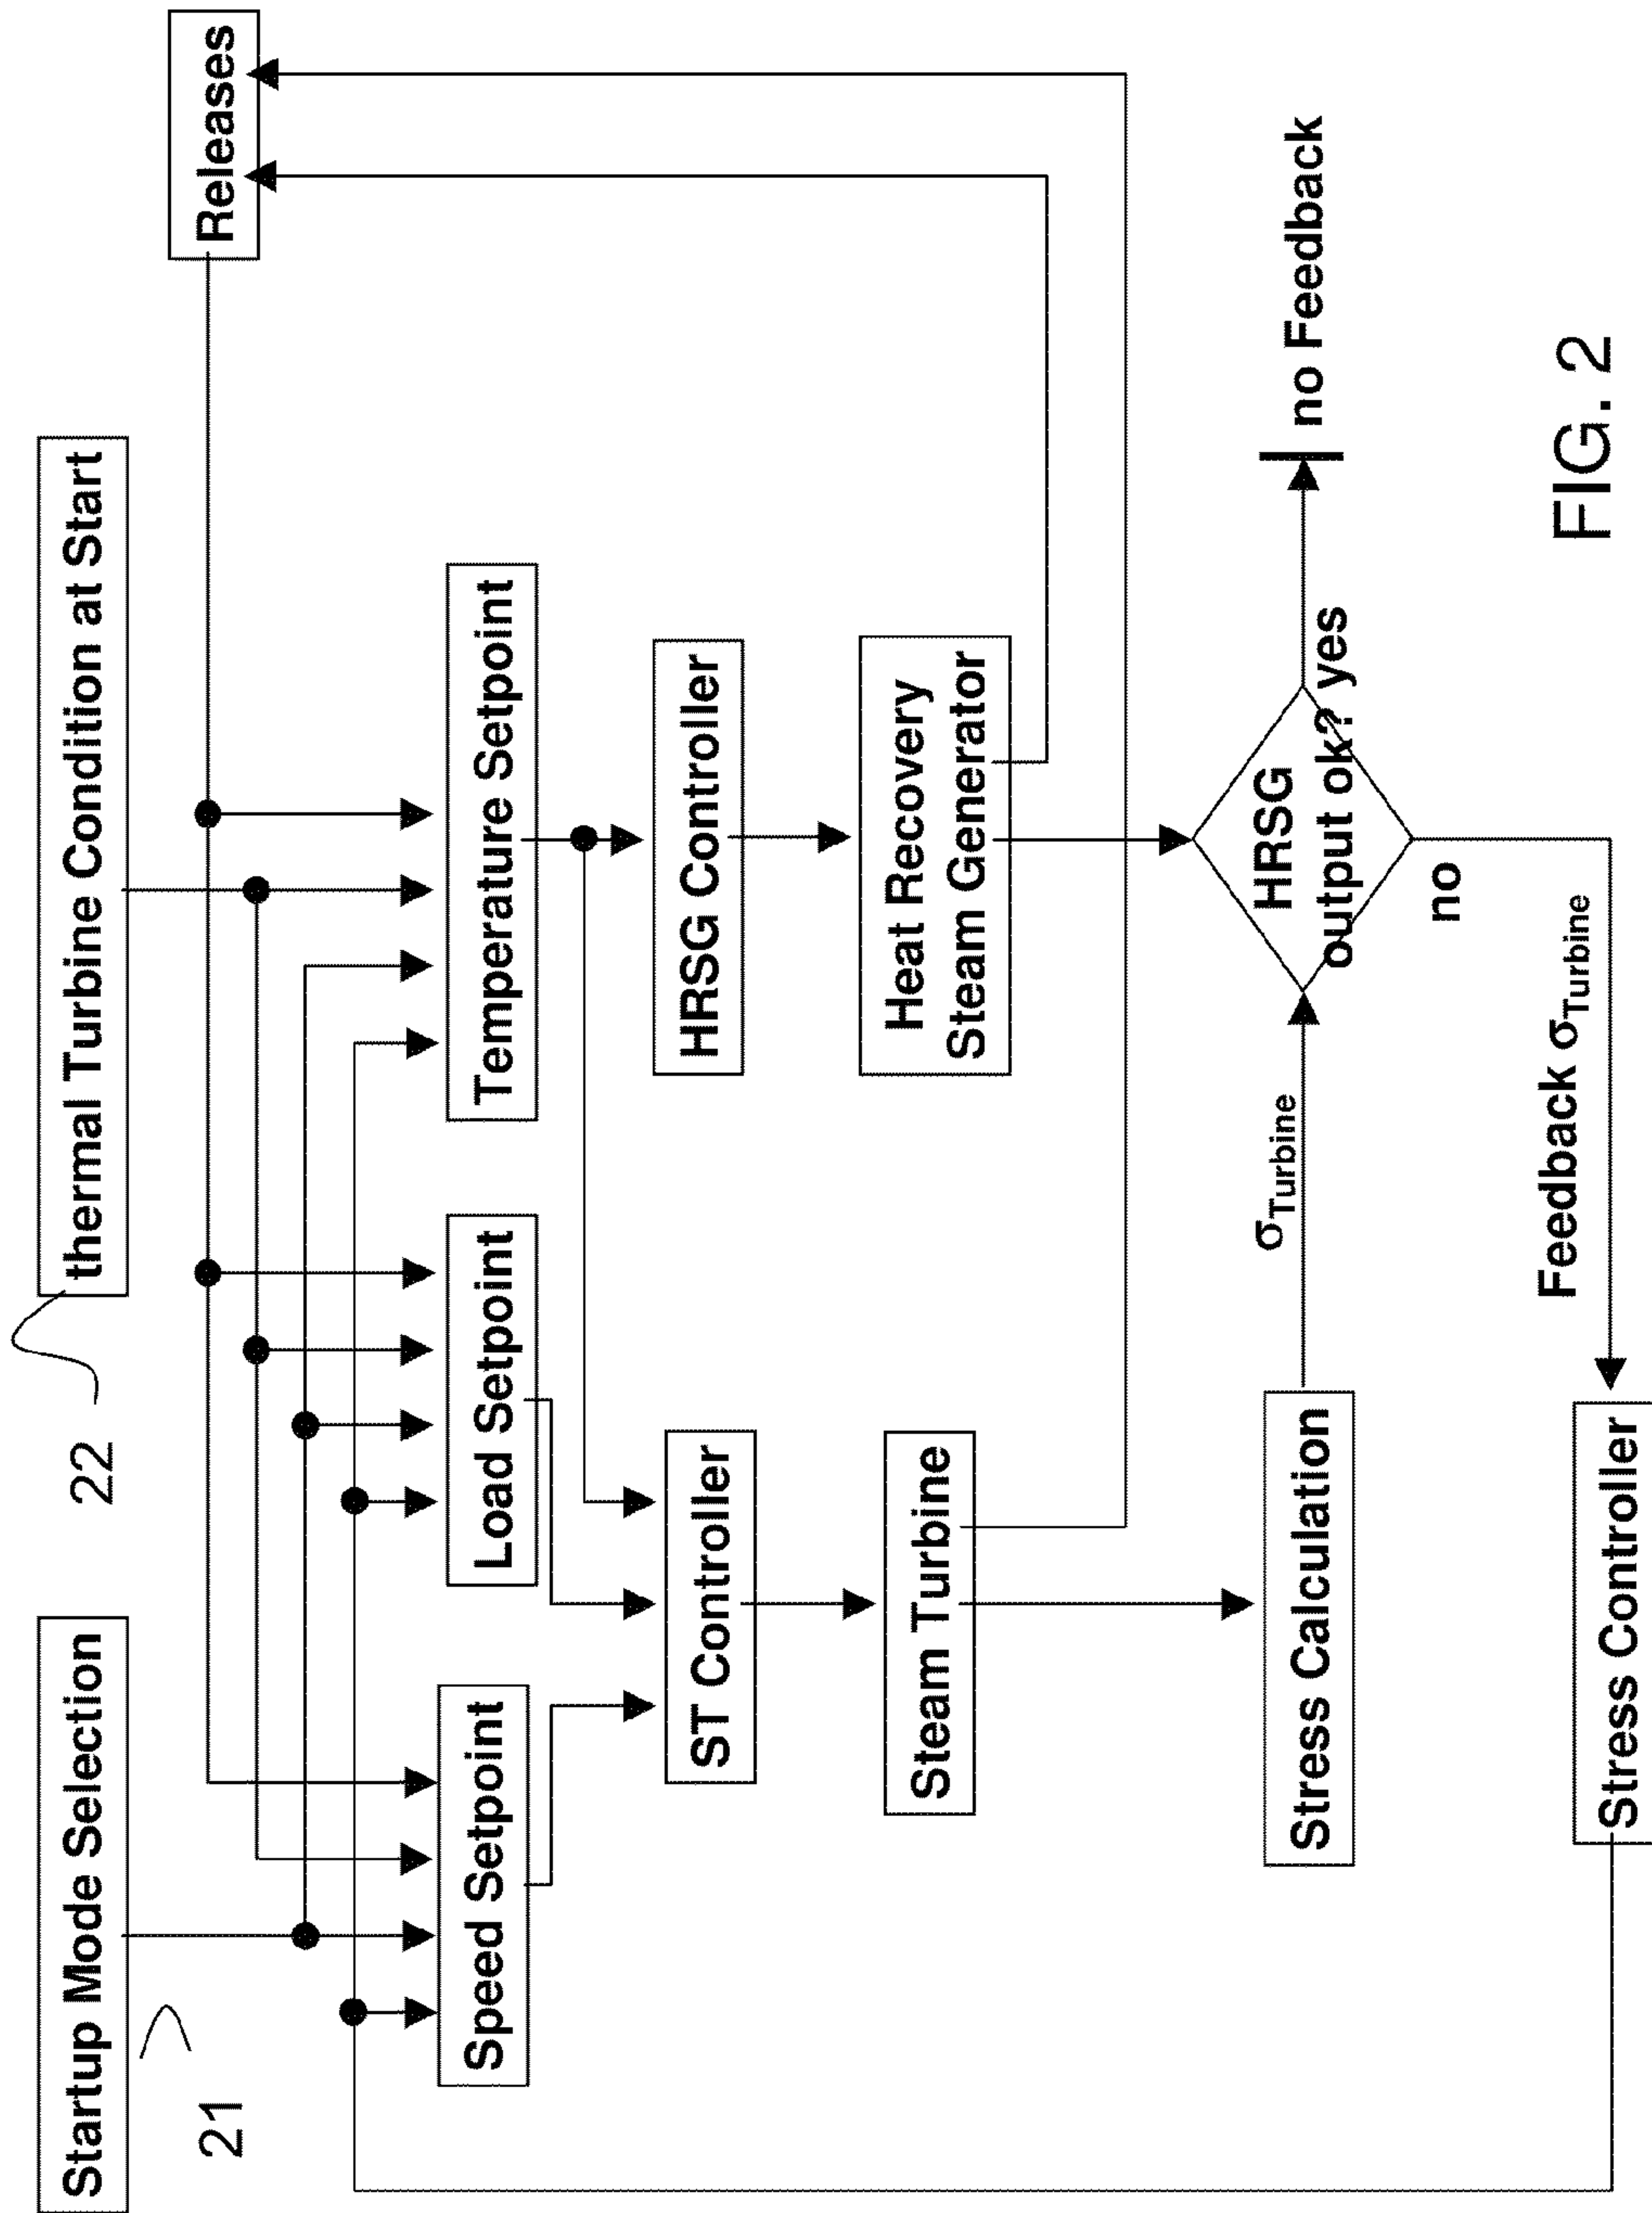 Startup Mode Selection
thermal Turbine Condition at Start
Releases
21
22
Speed Setpoint
Load Setpoint
Temperature Setpoint
ST Controller
HRSG Controller
Steam Turbine
Heat Recovery
Steam Generator
Stress Calculation
σTurbine
HRSG
output ok? yes
no Feedback
no
Feedback σTurbine
Stress Controller
FIG. 2